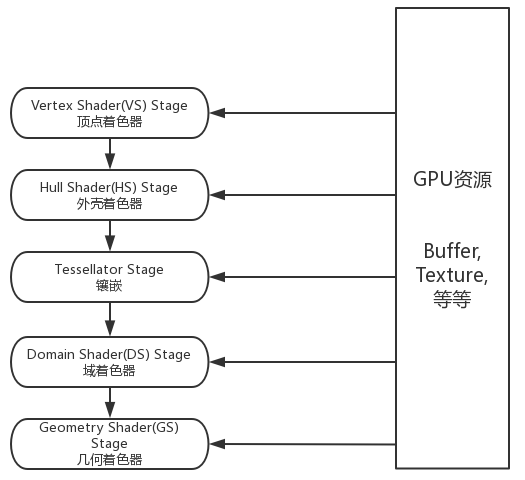 Vertex Shader(VS) Stage
顶点着色器
Hull Shader(HS) Stage
外壳着色器
Tessellator Stage
镶嵌
Domain Shader(DS) Stage
域着色器
Geometry Shader(GS)
Stage
几何着色器
GPU资源
Buffer,
Texture,
等等